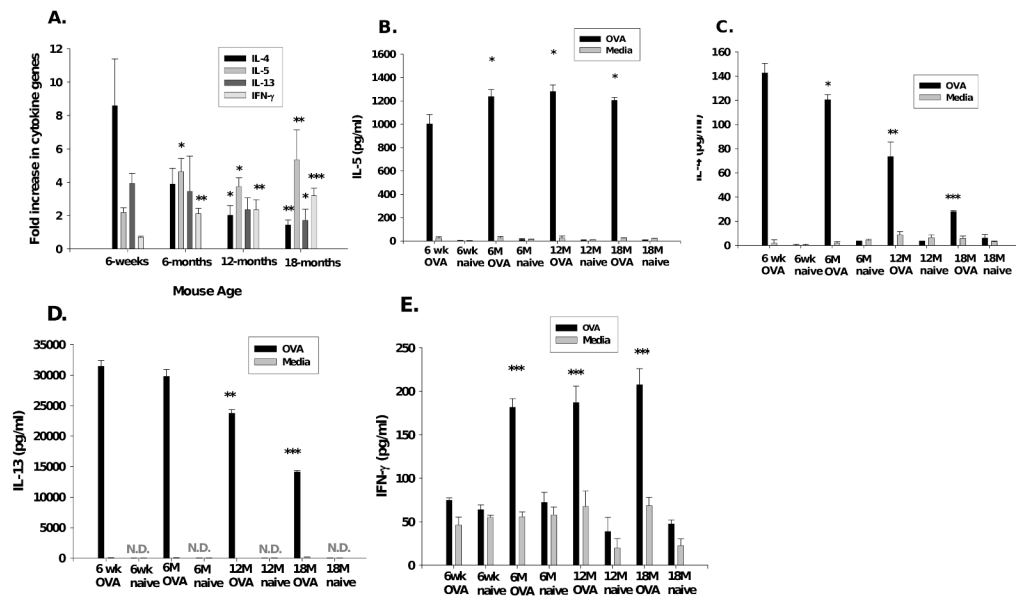 A.
12
10
8
6
4
2
0
Fold increase in cytokine genes
IL-4
IL-5
IL-13
IFN-γ
*
**
*
*
**
**
**
*
***
6-weeks 6-months 12-months 18-months
Mouse Age
B.
OVA
Media
1600
1400
1200
1000
800
600
400
200
0
IL-5 (pg/ml)
*
*
*
6 wk OVA
6wk naive
6M OVA
6M naive
12M OVA
12M naive
18M OVA
18M naive
C.
OVA
Media
160
140
120
100
80
60
40
20
0
IL-4 (pg/ml)
*
**
***
6 wk OVA
6wk naive
6M OVA
6M naive
12M OVA
12M naive
18M OVA
18M naive
D.
OVA
Media
35000
30000
25000
20000
15000
10000
5000
0
IL-13 (pg/ml)
**
***
N.D. N.D. N.D. N.D.
6 wk OVA
6wk naive
6M OVA
6M naive
12M OVA
12M naive
18M OVA
18M naive
E.
OVA
Media
250
200
150
100
50
0
IFN-γ (pg/ml)
***
***
***
6wk OVA
6wk naive
6M OVA
6M naive
12M OVA
12M naive
18M OVA
18M naive